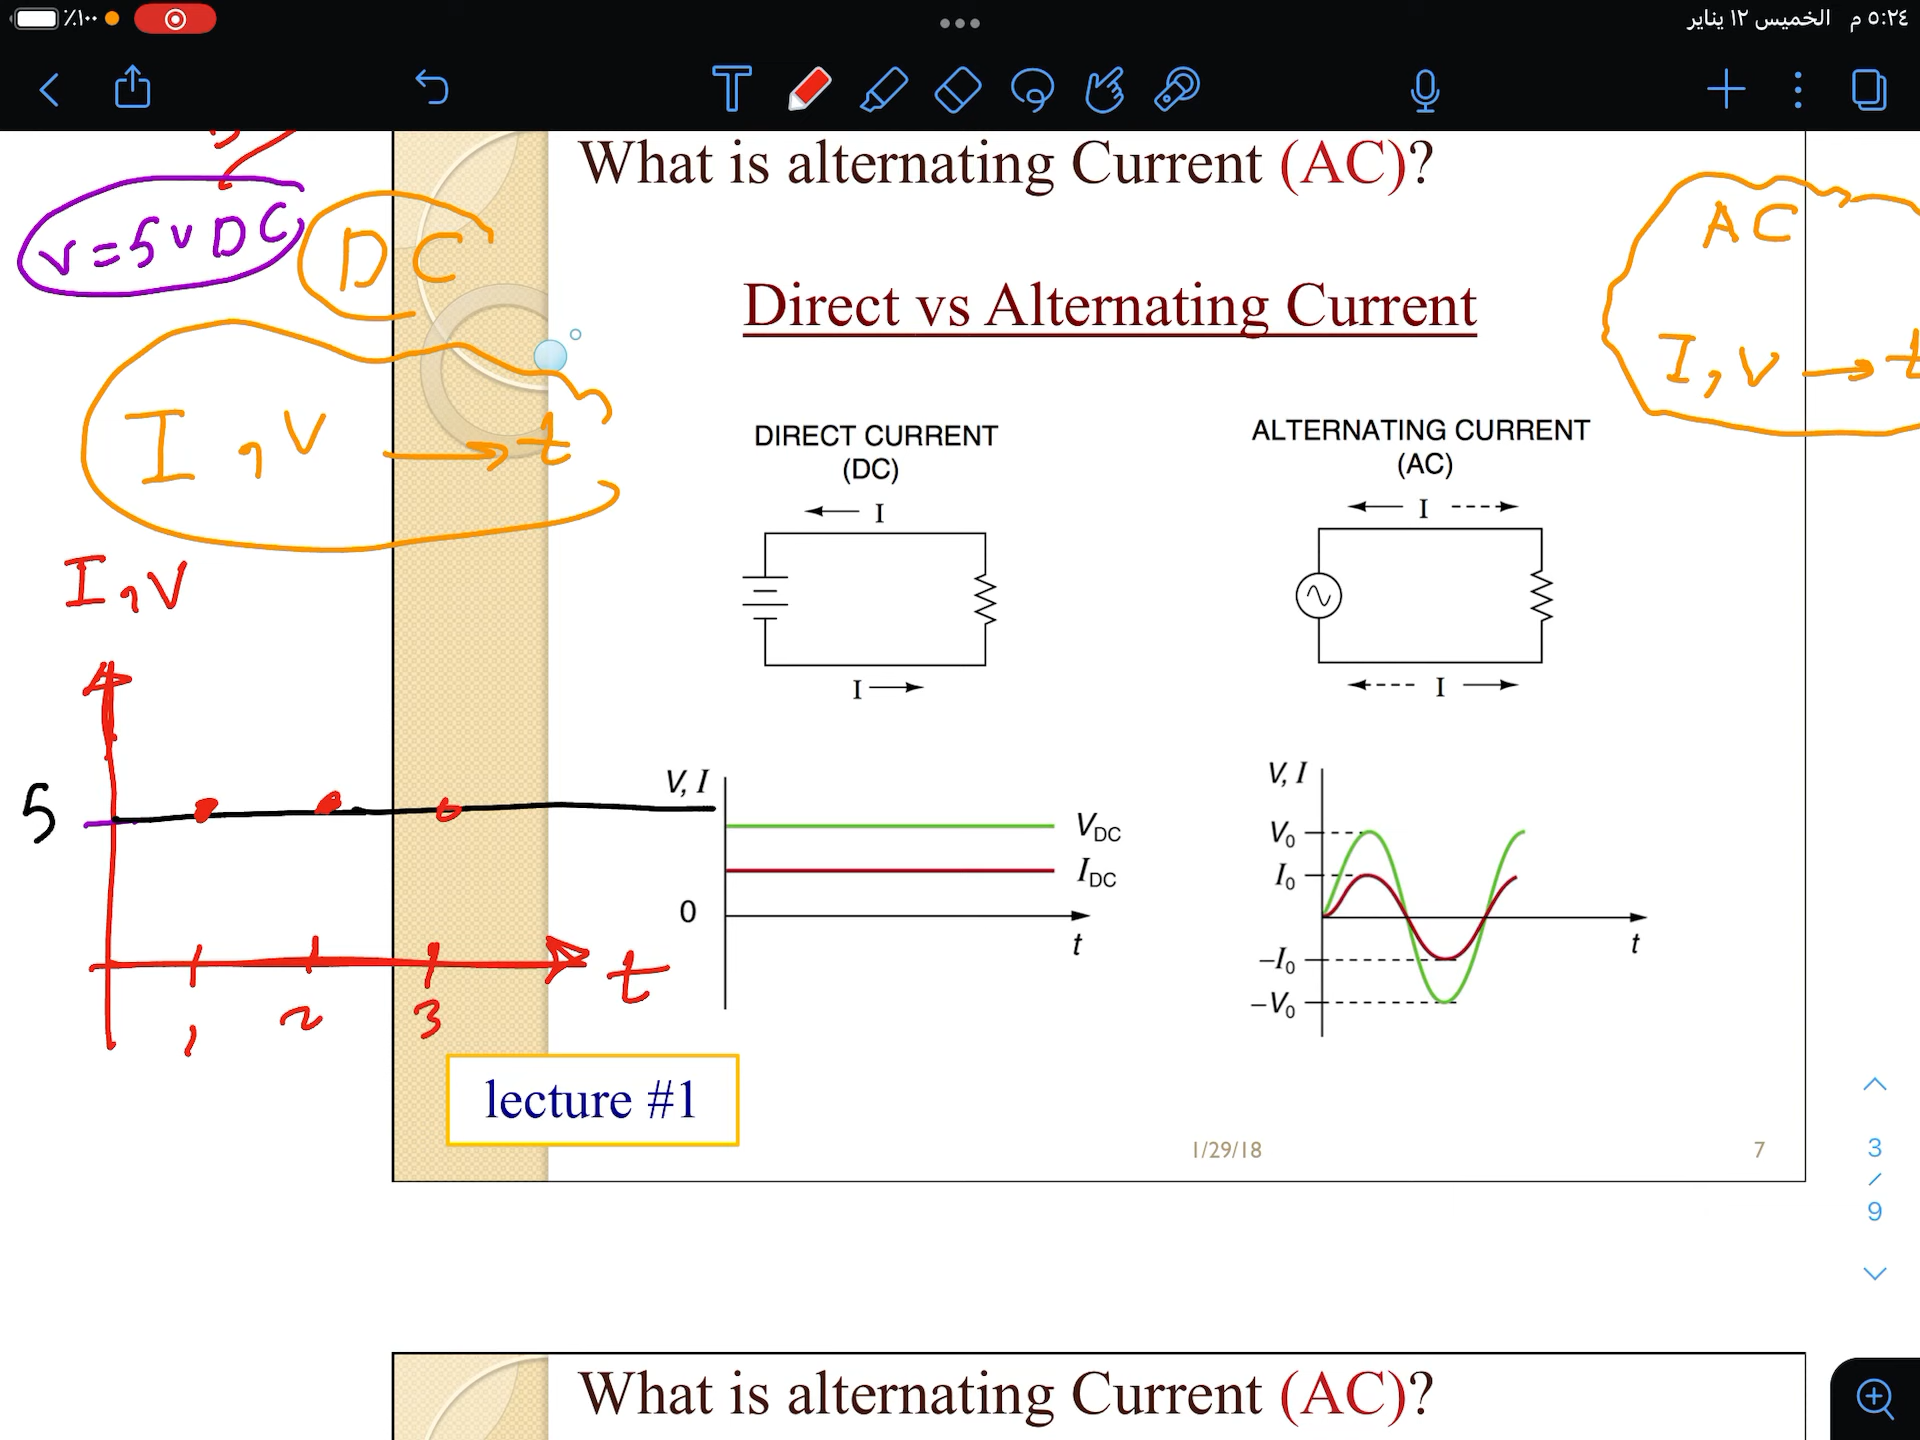 ٪١٠٠
الخميس ١٢ يناير ٥:٢٤ م
What is alternating Current (AC)?
v=5v DC
DC
AC
Direct vs Alternating Current
I, V → t
I, V → t
DIRECT CURRENT
(DC)
I
I
ALTERNATING CURRENT
(AC)
I
I
I, V
5
1 2 3
t
V, I
V DC
I DC
0
t
V, I
V₀
I₀
–I₀
–V₀
t
lecture #1
1/29/18
7
3
/
9
What is alternating Current (AC)?